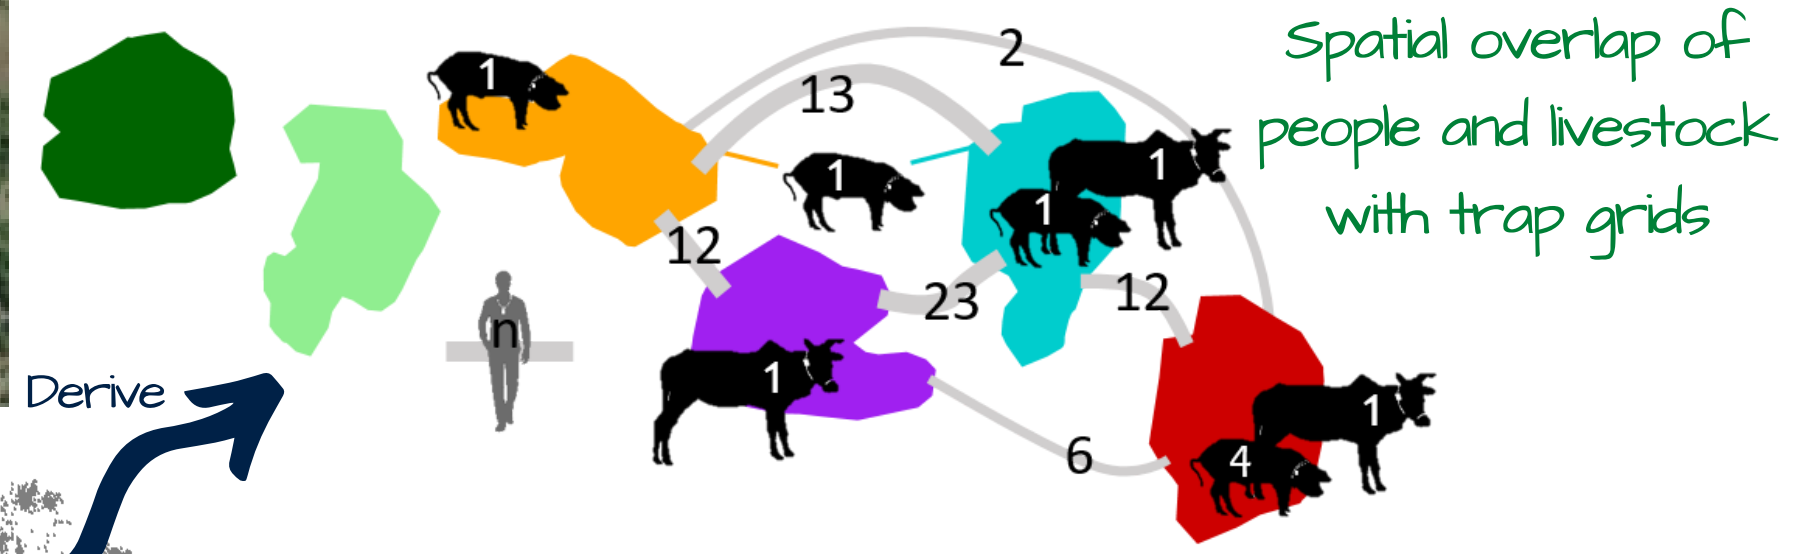 Spatial overlap of
people and livestock
with trap grids
2
13
1
1
1
1
12
n
23
12
1
6
1
4
Derive